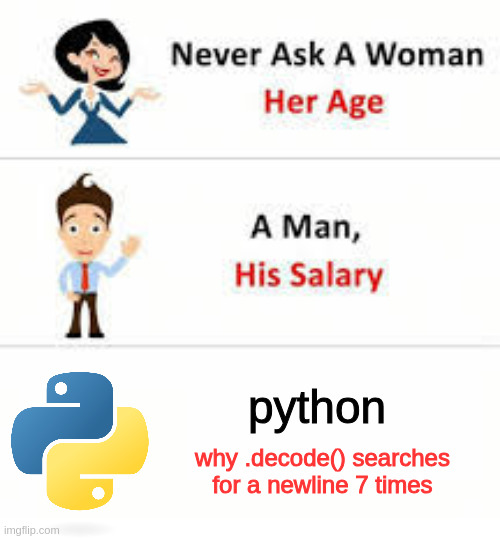 Never Ask A Woman
Her Age
A Man,
His Salary
python
why .decode() searches
for a newline 7 times
imgflip.com